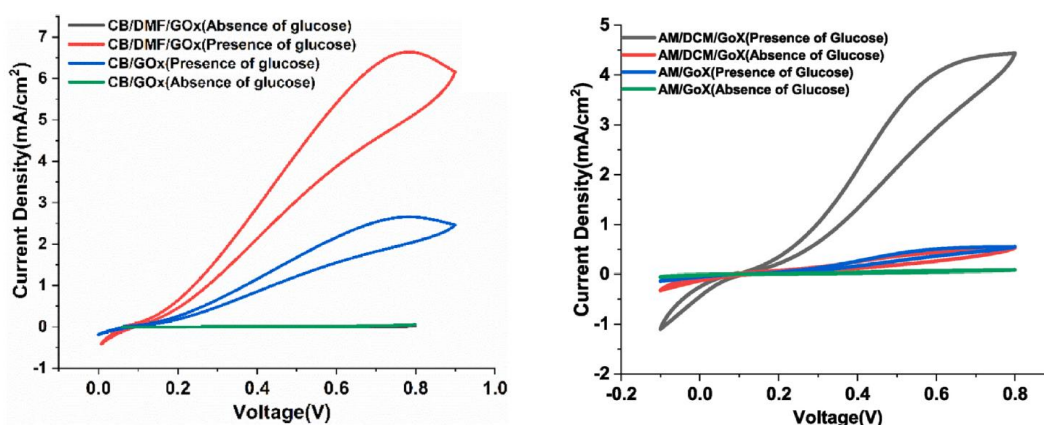 CB/DMF/GOx(Absence of glucose)
CB/DMF/GOx(Presence of glucose)
CB/GOx(Presence of glucose)
CB/GOx(Absence of glucose)
7
6
5
4
3
2
1
0
-1
Current Density(mA/cm²)
0.0 0.2 0.4 0.6 0.8 1.0
Voltage(V)
AM/DCM/GoX(Presence of Glucose)
AM/DCM/GoX(Absence of Glucose)
AM/GoX(Presence of Glucose)
AM/GoX(Absence of Glucose)
5
4
3
2
1
0
-1
-2
Current Density(mA/cm²)
-0.2 0.0 0.2 0.4 0.6 0.8
Voltage(V)